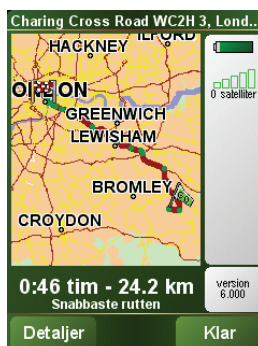 Charing Cross Road WC2H 3, Lond..
HACKNEY
ILFORD
GREENWICH
LEWISHAM
BROMLEY
CROYDON
0 satelliter
0:46 tim - 24.2 km
Snabbaste rutten
version
6.000
Detaljer
Klar